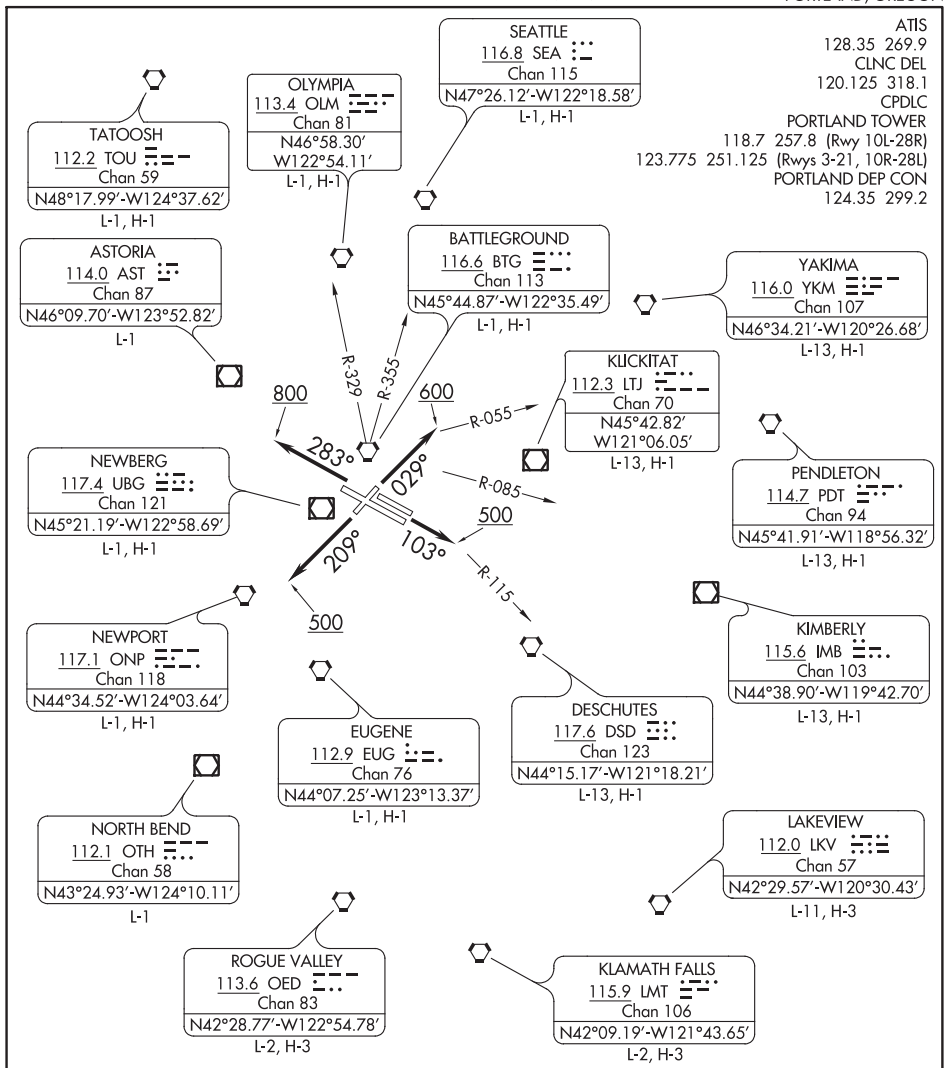 ATIS
128.35 269.9
CLNC DEL
120.125 318.1
CPDLC
PORTLAND TOWER
118.7 257.8 (Rwy 10L-28R)
123.775 251.125 (Rwys 3-21, 10R-28L)
PORTLAND DEP CON
124.35 299.2
SEATTLE
116.8 SEA
Chan 115
N47°26.12′-W122°18.58′
L-1, H-1
OLYMPIA
113.4 OLM
Chan 81
N46°58.30′
W122°54.11′
L-1, H-1
TATOOSH
112.2 TOU
Chan 59
N48°17.99′-W124°37.62′
L-1, H-1
ASTORIA
114.0 AST
Chan 87
N46°09.70′-W123°52.82′
L-1
BATTLEGROUND
116.6 BTG
Chan 113
N45°44.87′-W122°35.49′
L-1, H-1
YAKIMA
116.0 YKM
Chan 107
N46°34.21′-W120°26.68′
L-13, H-1
KLICKITAT
112.3 LTJ
Chan 70
N45°42.82′
W121°06.05′
L-13, H-1
R-329
R-355
800
600
R-055
283°
029°
R-085
500
103°
209°
R-115
500
NEWBERG
117.4 UBG
Chan 121
N45°21.19′-W122°58.69′
L-1, H-1
PENDLETON
114.7 PDT
Chan 94
N45°41.91′-W118°56.32′
L-13, H-1
NEWPORT
117.1 ONP
Chan 118
N44°34.52′-W124°03.64′
L-1, H-1
KIMBERLY
115.6 IMB
Chan 103
N44°38.90′-W119°42.70′
L-13, H-1
EUGENE
112.9 EUG
Chan 76
N44°07.25′-W123°13.37′
L-1, H-1
DESCHUTES
117.6 DSD
Chan 123
N44°15.17′-W121°18.21′
L-13, H-1
NORTH BEND
112.1 OTH
Chan 58
N43°24.93′-W124°10.11′
L-1
LAKEVIEW
112.0 LKV
Chan 57
N42°29.57′-W120°30.43′
L-11, H-3
ROGUE VALLEY
113.6 OED
Chan 83
N42°28.77′-W122°54.78′
L-2, H-3
KLAMATH FALLS
115.9 LMT
Chan 106
N42°09.19′-W121°43.65′
L-2, H-3